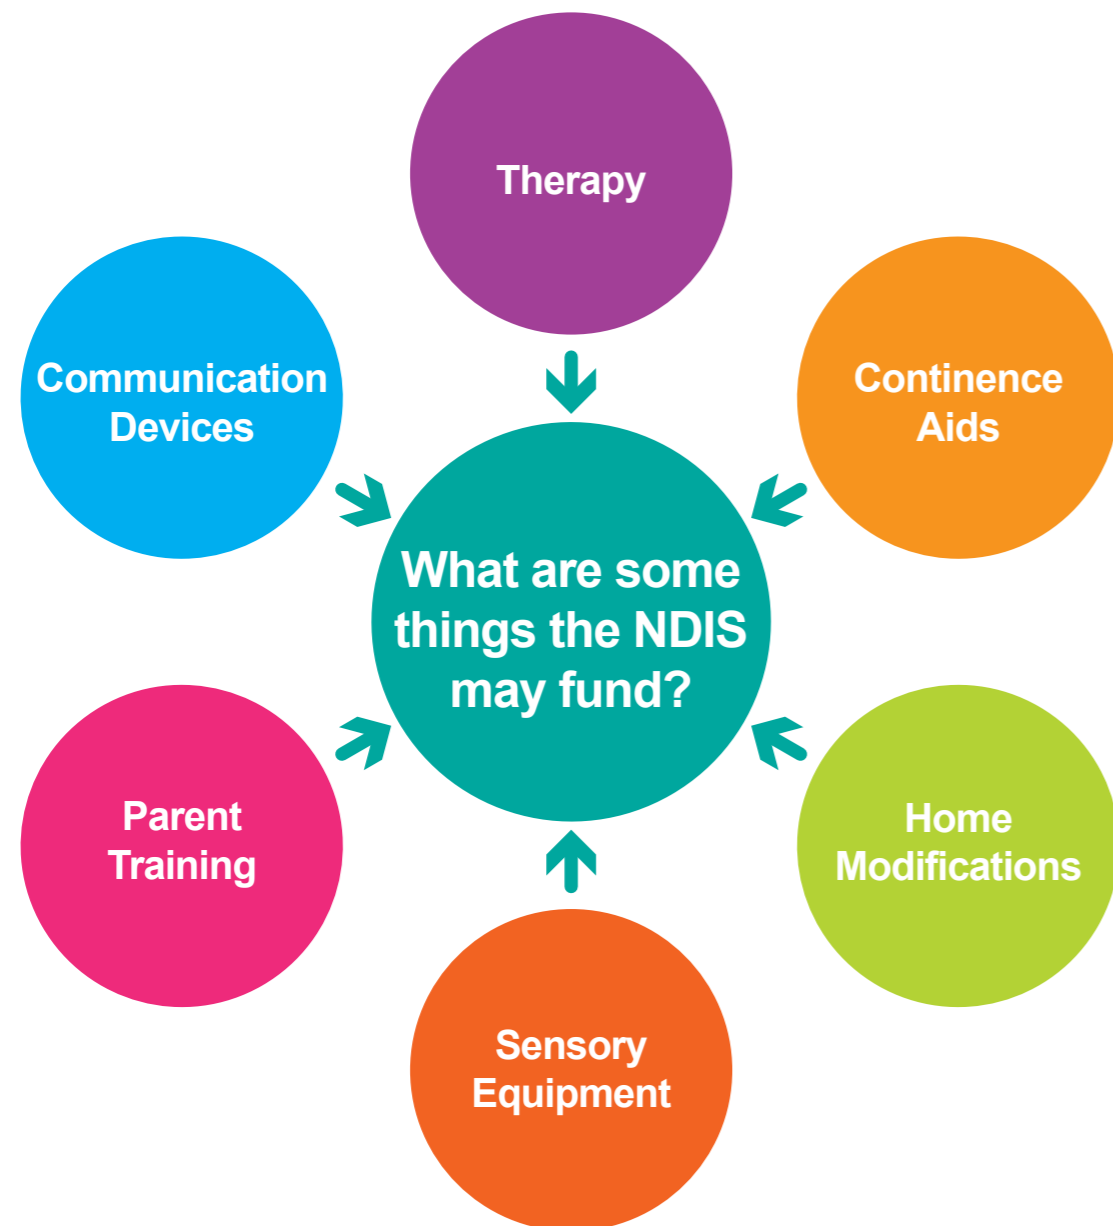 Therapy
Communication
Devices
Continence
Aids
What are some
things the NDIS
may fund?
Parent
Training
Home
Modifications
Sensory
Equipment